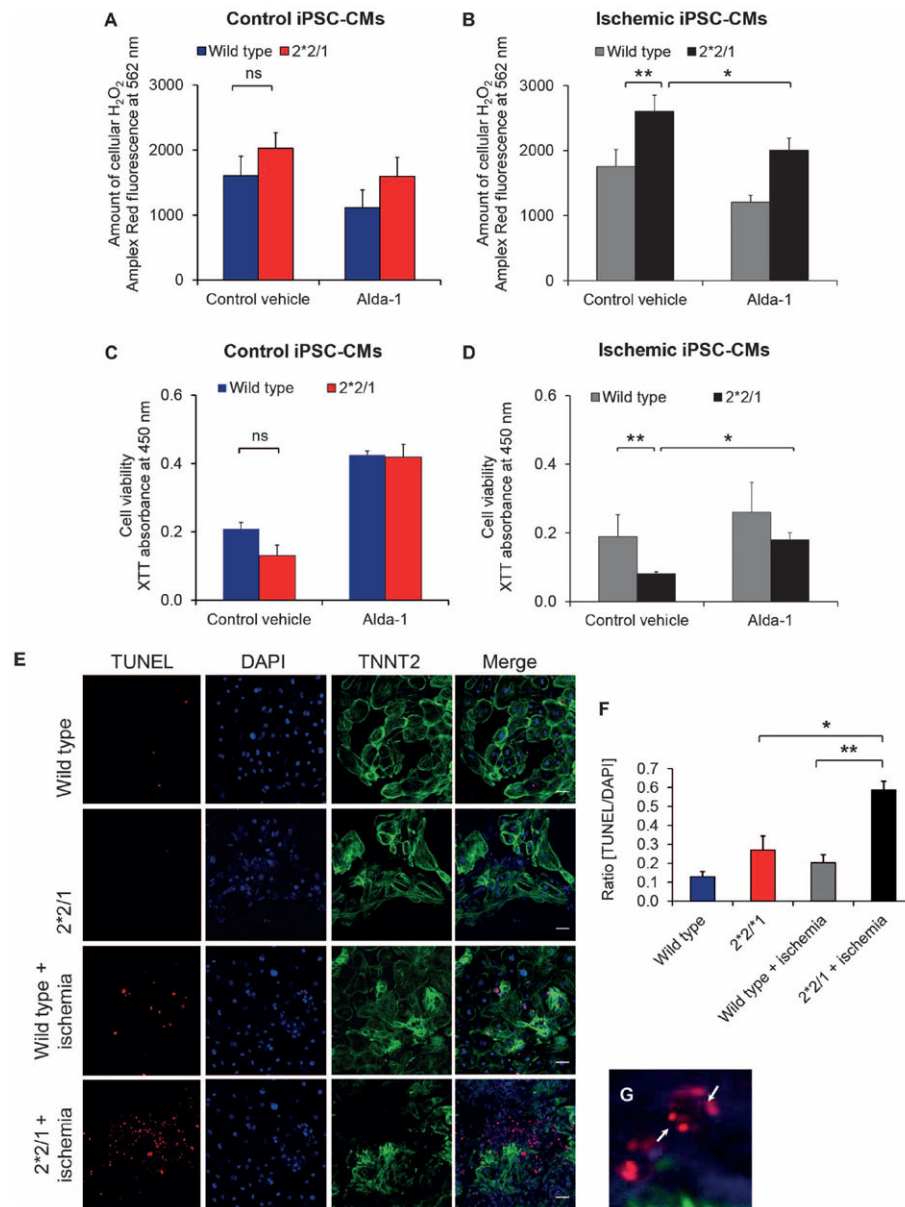 A
Control iPSC-CMs
Wild type 2*2/1
ns
Amount of cellular H₂O₂
Amplex Red fluorescence at 562 nm
3000
2000
1000
0
Control vehicle Alda-1
B
Ischemic iPSC-CMs
Wild type 2*2/1
** *
Amount of cellular H₂O₂
Amplex Red fluorescence at 562 nm
3000
2000
1000
0
Control vehicle Alda-1
C
Control iPSC-CMs
Wild type 2*2/1
ns
Cell viability
XTT absorbance at 450 nm
0.6
0.4
0.2
0.0
Control vehicle Alda-1
D
Ischemic iPSC-CMs
Wild type 2*2/1
** *
Cell viability
XTT absorbance at 450 nm
0.6
0.4
0.2
0.0
Control vehicle Alda-1
E
TUNEL DAPI TNNT2 Merge
Wild type
2*2/1
Wild type +
ischemia
2*2/1 +
ischemia
F
*
**
Ratio [TUNEL/DAPI]
0.7
0.6
0.5
0.4
0.3
0.2
0.1
0.0
Wild type
2*2/*1
Wild type + ischemia
2*2/1 + ischemia
G